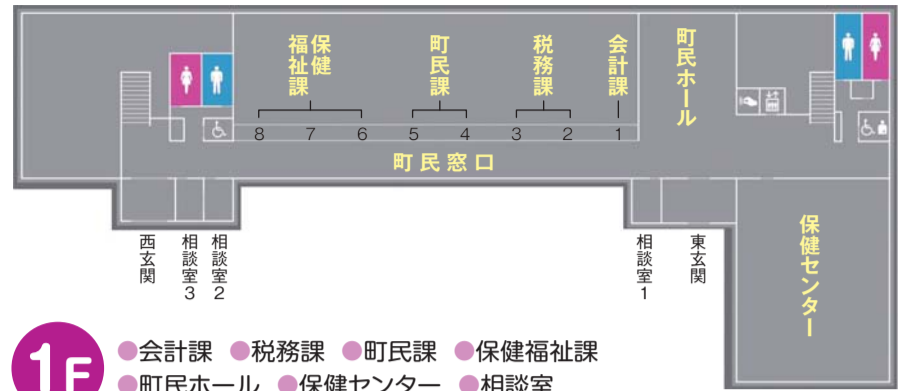 保健福祉課
町民課
税務課
会計課
町民ホール
8 7 6 5 4 3 2 1
町民窓口
西玄関
相談室3
相談室2
相談室1
東玄関
保健センター
1F
●会計課 ●税務課 ●町民課 ●保健福祉課
●町民ホール ●保健センター ●相談室